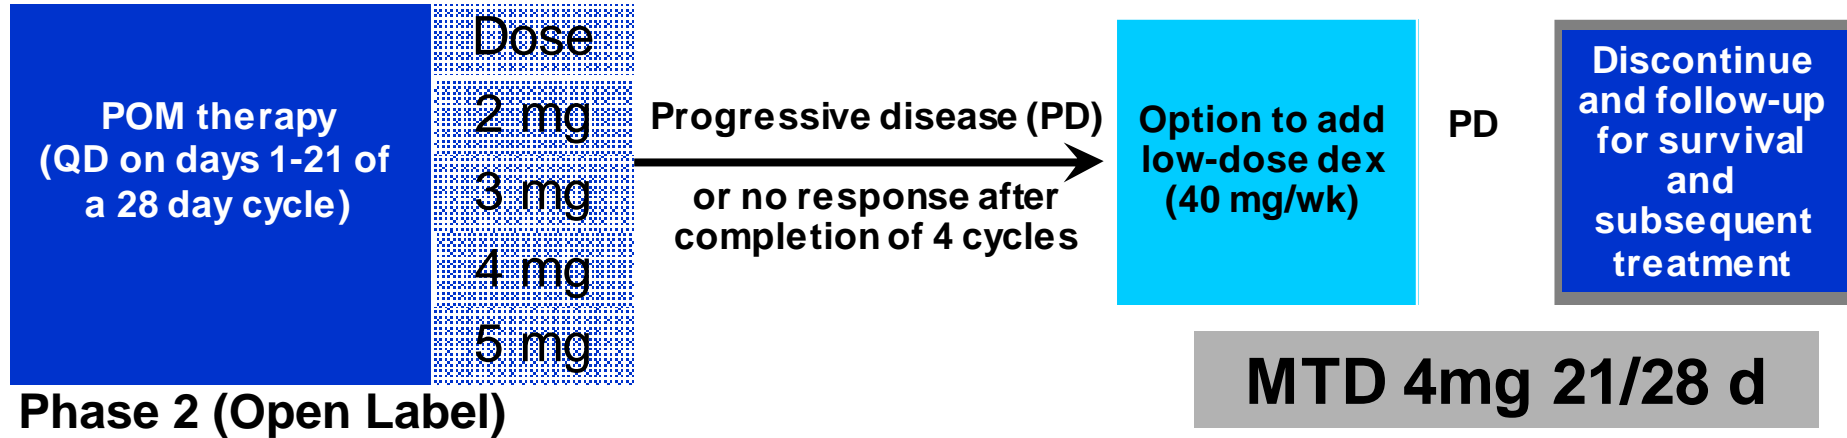 POM therapy
(QD on days 1-21 of
a 28 day cycle)
Dose
2 mg
3 mg
4 mg
5 mg
Progressive disease (PD)
or no response after
completion of 4 cycles
Option to add
low-dose dex
(40 mg/wk)
PD
Discontinue
and follow-up
for survival
and
subsequent
treatment
MTD 4mg 21/28 d
Phase 2 (Open Label)